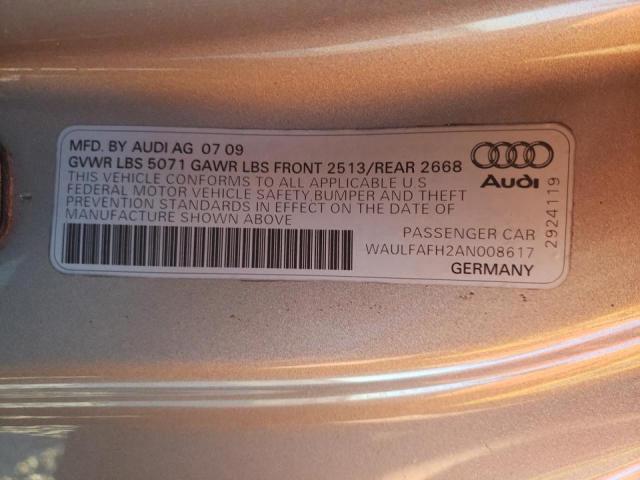 MFD. BY AUDI AG 07 09
GVWR LBS 5071 GAWR LBS FRONT 2513/REAR 2668
THIS VEHICLE CONFORMS TO ALL APPLICABLE U.S
FEDERAL MOTOR VEHICLE SAFETY BUMPER AND THEFT
PREVENTION STANDARDS IN EFFECT ON THE DATE OF
MANUFACTURE SHOWN ABOVE
Audi
PASSENGER CAR
WAULFAFH2AN008617
GERMANY
2924119